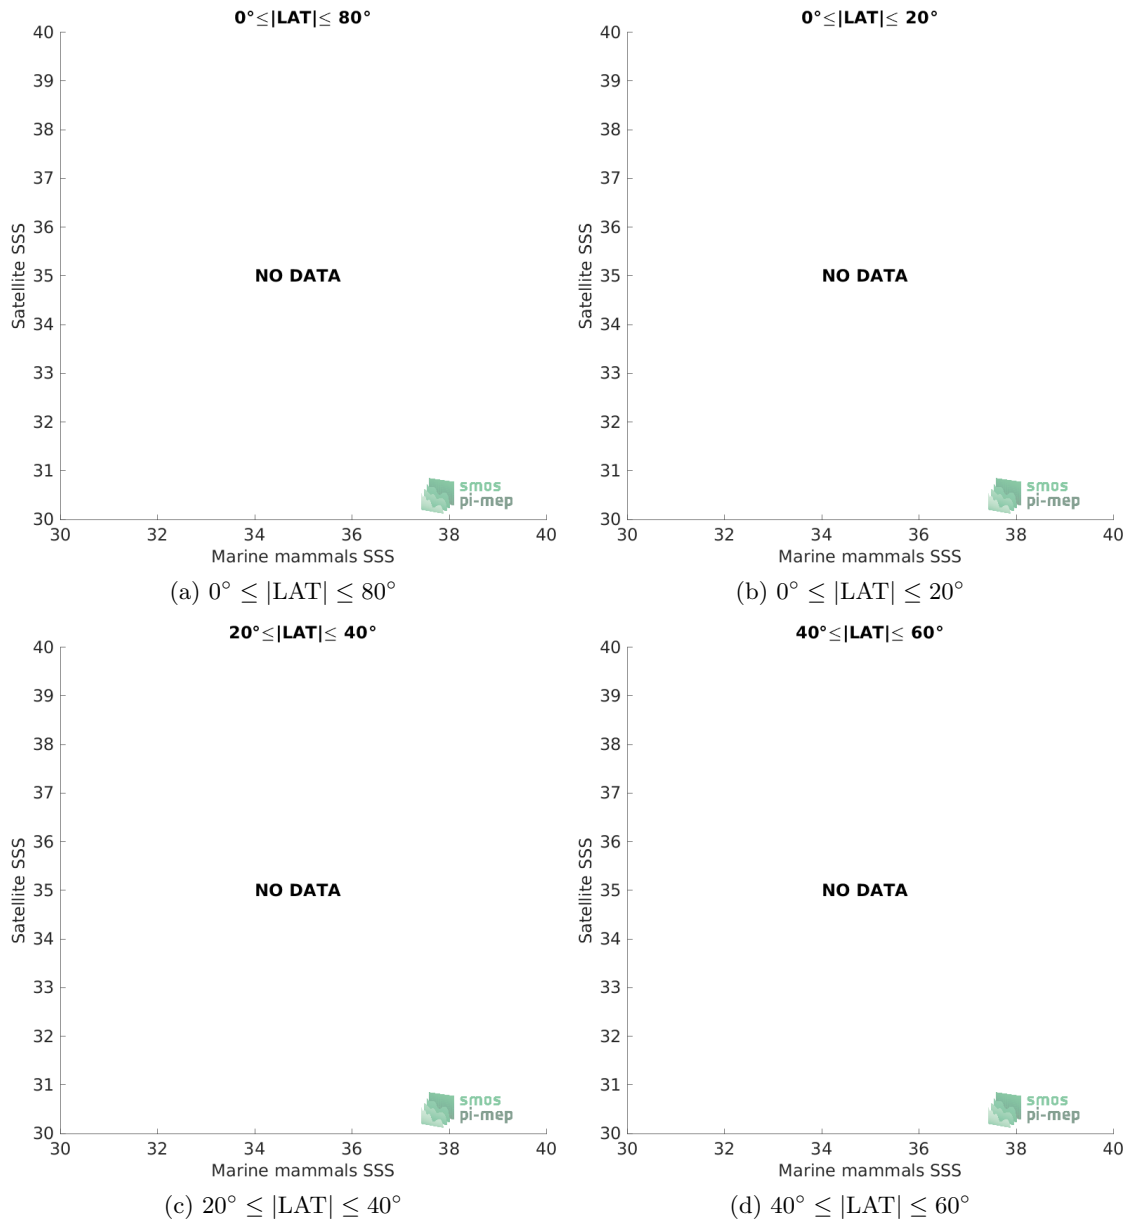 0°≤|LAT|≤ 80°
40
39
38
37
36
35
34
33
32
31
30
Satellite SSS
NO DATA
smos
pi-mep
30 32 34 36 38 40
Marine mammals SSS
(a) 0° ≤ |LAT| ≤ 80°
0°≤|LAT|≤ 20°
40
39
38
37
36
35
34
33
32
31
30
Satellite SSS
NO DATA
smos
pi-mep
30 32 34 36 38 40
Marine mammals SSS
(b) 0° ≤ |LAT| ≤ 20°
20°≤|LAT|≤ 40°
40
39
38
37
36
35
34
33
32
31
30
Satellite SSS
NO DATA
smos
pi-mep
30 32 34 36 38 40
Marine mammals SSS
(c) 20° ≤ |LAT| ≤ 40°
40°≤|LAT|≤ 60°
40
39
38
37
36
35
34
33
32
31
30
Satellite SSS
NO DATA
smos
pi-mep
30 32 34 36 38 40
Marine mammals SSS
(d) 40° ≤ |LAT| ≤ 60°